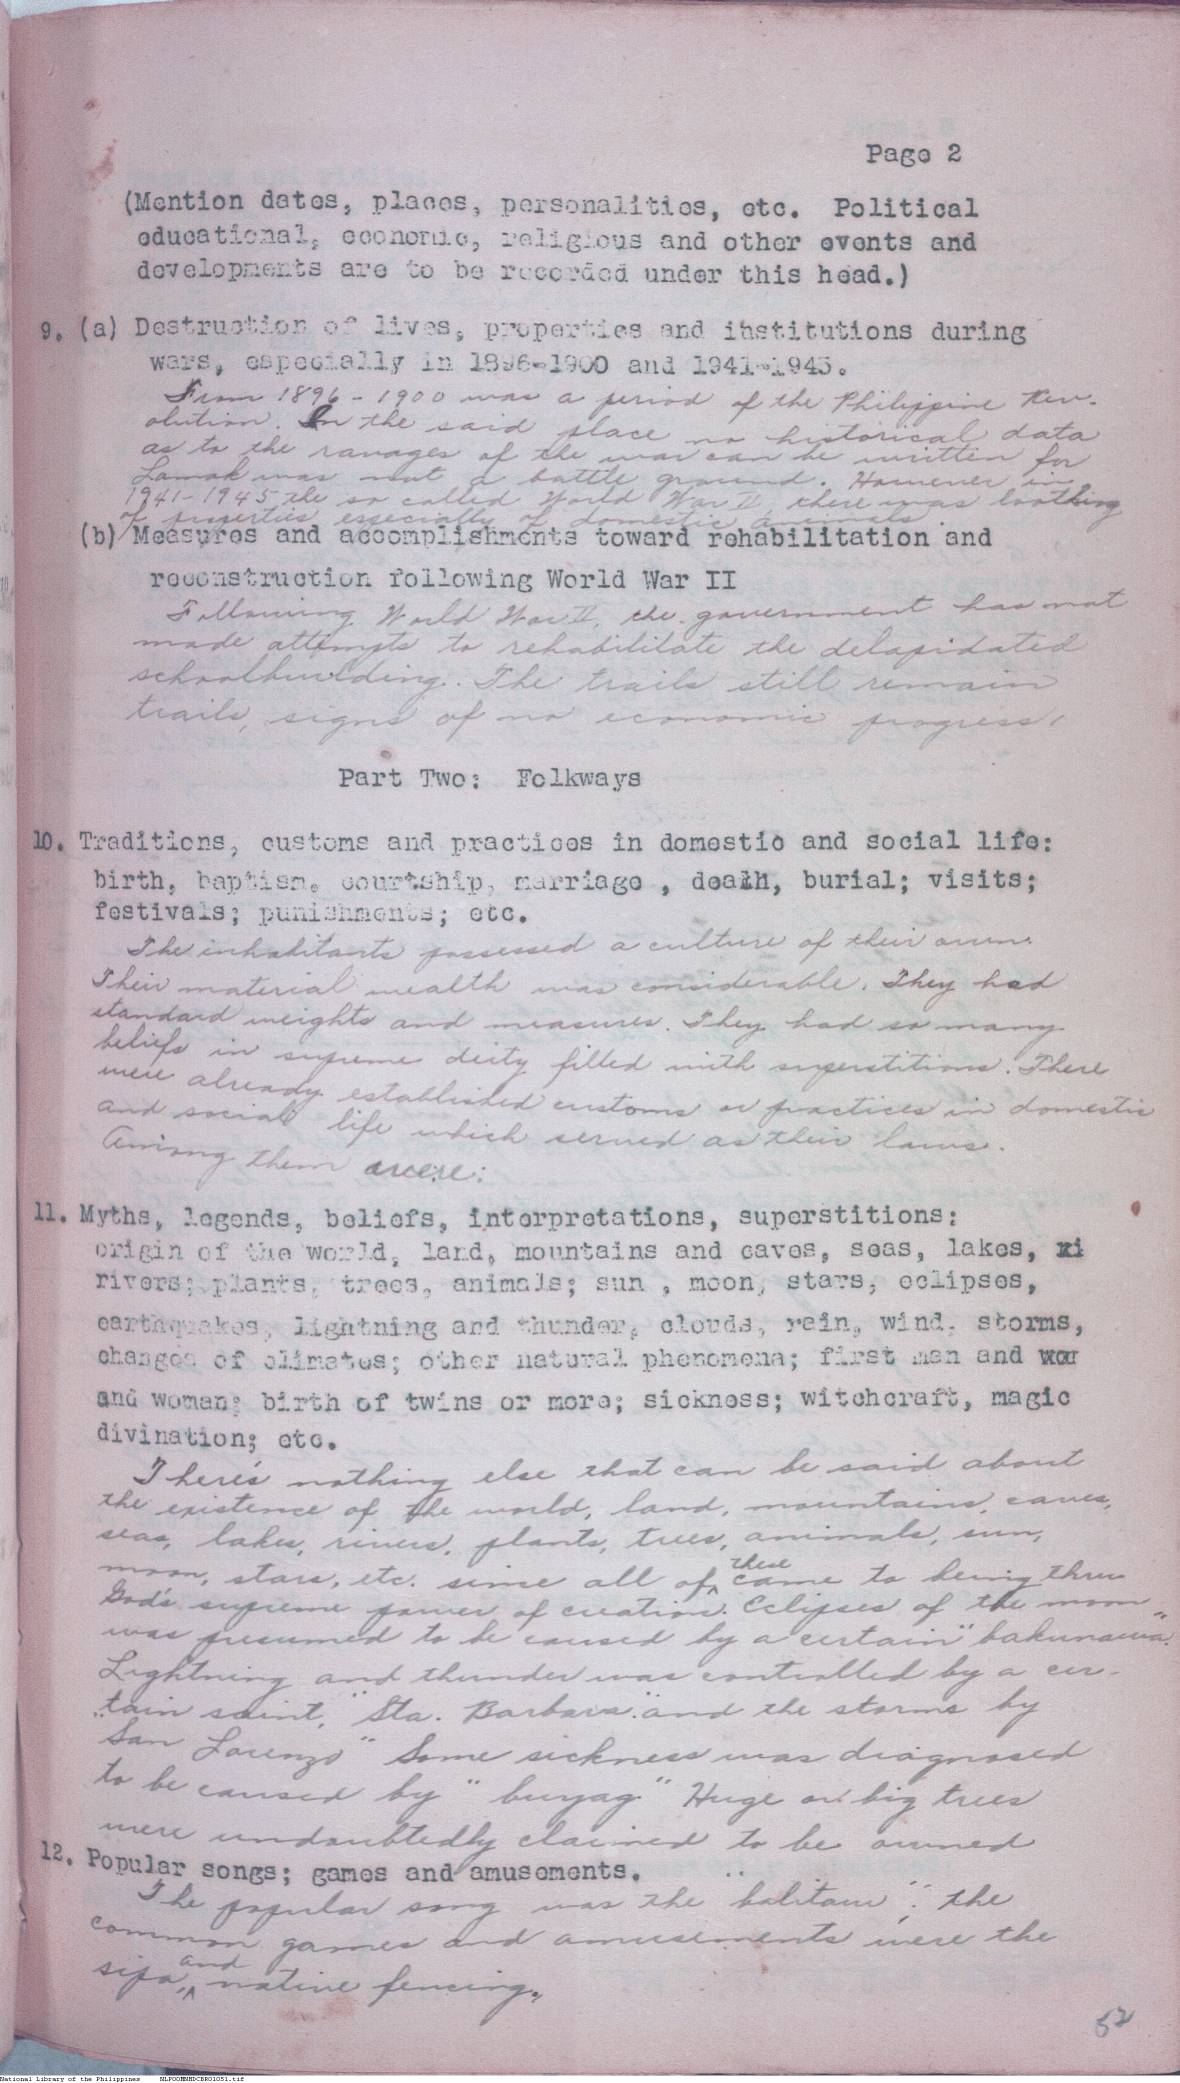 Page 2
(Mention dates, places, personalities, etc. Political
educational, economic, religious and other events and
developments are to be recorded under this head.)
9. (a) Destruction of lives, properties and institutions during
wars, especially in 1896-1900 and 1941-1945.
From 1896 - 1900 was a period of the Philippine Rev-
olution. In the said place no historical data
as to the ravages of the war can be written for
Lamak was not a battle ground. However in
1941-1945 the so called World War II, there was looting
of properties especially of domestic animals.
(b) Measures and accomplishments toward rehabilitation and
reconstruction following World War II
Following World War II, the government has not
made attempts to rehabilitate the delapidated
schoolbuilding. The trails still remain
trails, signs of no economic progress.
Part Two: Folkways
10. Traditions, customs and practices in domestic and social life:
birth, baptism, courtship, marriage , death, burial; visits;
festivals; punishments; etc.
The inhabitants possessed a culture of their own.
Their material wealth was considerable. They had
standard weights and measures. They had so many
beliefs in supreme deity filled with superstitions. There
were already established customs or practices in domestic
and social life which served as their laws.
Among them were:
11. Myths, legends, beliefs, interpretations, superstitions:
origin of the world, land, mountains and caves, seas, lakes, xi
rivers; plants, trees, animals; sun , moon, stars, eclipses,
earthquakes, lightning and thunder, clouds, rain, wind, storms,
changes of climates; other natural phenomena; first man and
and woman; birth of twins or more; sickness; witchcraft, magic
divination; etc.
There's nothing else that can be said about
the existence of the world, land, mountains, caves,
seas, lakes, rivers, plants, trees, animals, sun,
moon, stars, etc. since all of these came to being thru
God's supreme power of creation. Eclipses of the moon
was presumed to be caused by a certain "bakunawa".
Lightning and thunder was controlled by a cer-
tain saint, "Sta. Barbara" and the storms by
"San Lorenzo" Some sickness was diagnosed
to be caused by "buyag" Huge or big trees
were undoubtedly claimed to be owned
12. Popular songs; games and amusements.
The popular song was the "balitaw"; the
common games and amusements were the
sipa, and native fencing.
52
National Library of the Philippines NLPOOMNHDCBRO1051.tif